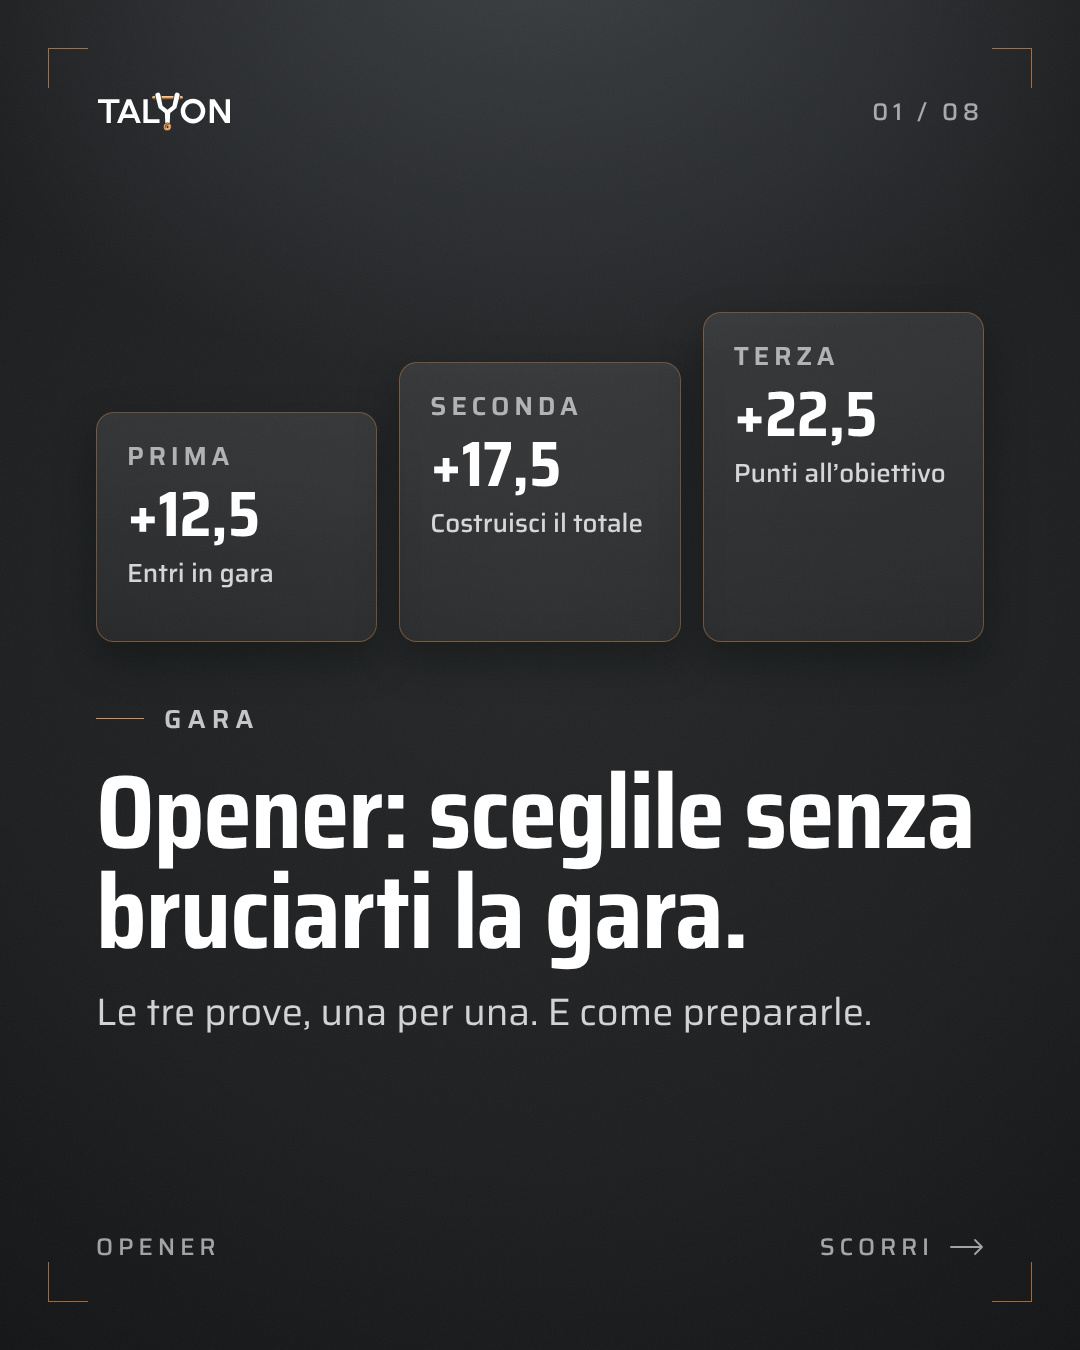 TALYON
01 / 08
PRIMA
+12,5
Entri in gara
SECONDA
+17,5
Costruisci il totale
TERZA
+22,5
Punti all’obiettivo
GARA
Opener: sceglile senza
bruciarti la gara.
Le tre prove, una per una. E come prepararle.
OPENER
SCORRI →